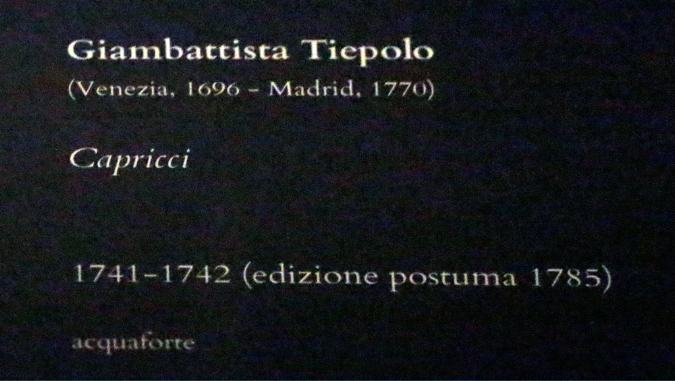 Giambattista Tiepolo
(Venezia, 1696 – Madrid, 1770)
Capricci
1741–1742 (edizione postuma 1785)
acquaforte